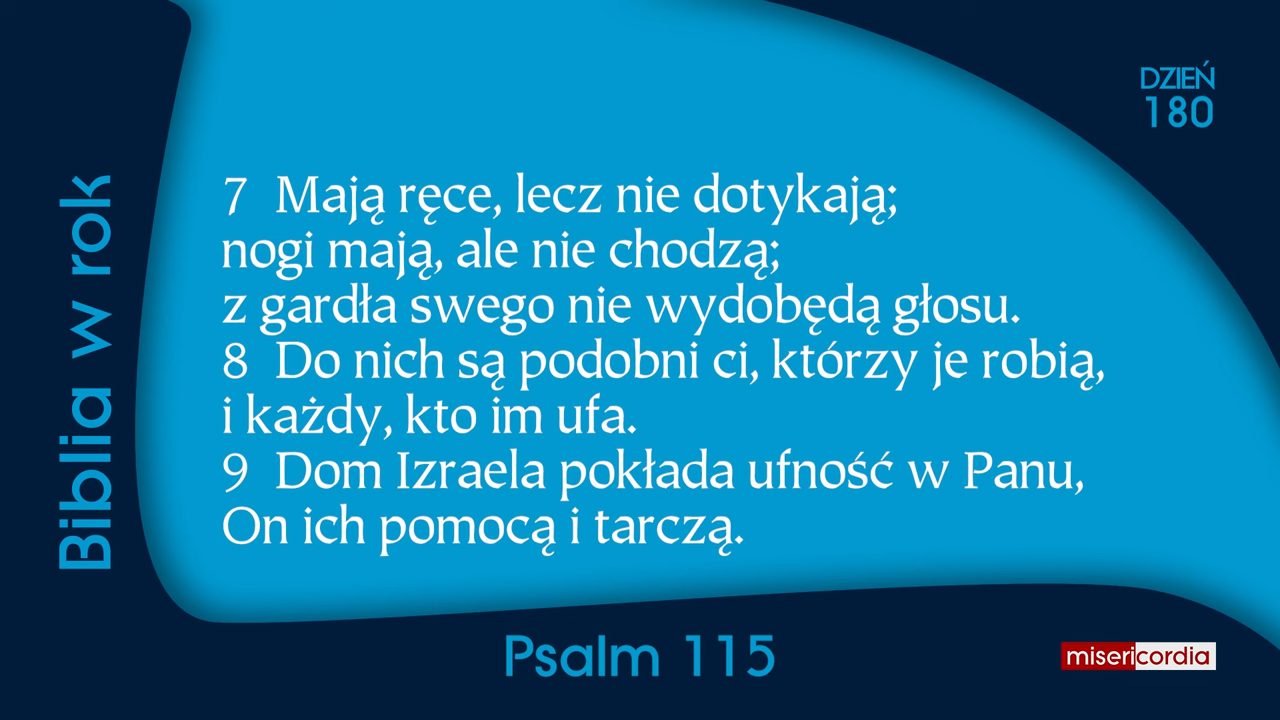 DZIEŃ
180
Biblia w rok
7 Mają ręce, lecz nie dotykają;
nogi mają, ale nie chodzą;
z gardła swego nie wydobędą głosu.
8 Do nich są podobni ci, którzy je robią,
i każdy, kto im ufa.
9 Dom Izraela pokłada ufność w Panu,
On ich pomocą i tarczą.
Psalm 115
misericordia